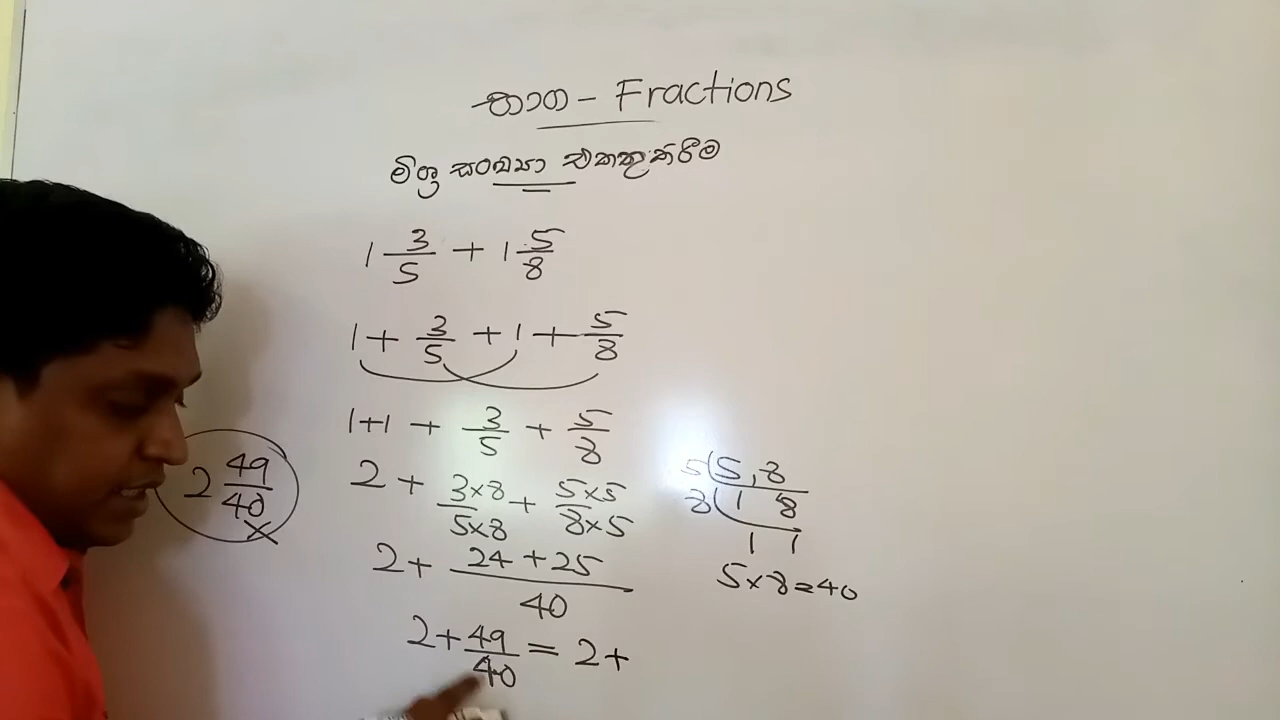 භාග - Fractions
මිශ්‍ර සංඛ්‍යා එකතුකිරීම
1 3/5 + 1 5/8
1 + 3/5 + 1 + 5/8
1+1 + 3/5 + 5/8
2 + 3×8/5×8 + 5×5/8×5
2 + 24 + 25/40
2 + 49/40 = 2 +
2 49/40 ×
5 5, 8
8 1 8
1 1
5×8=40